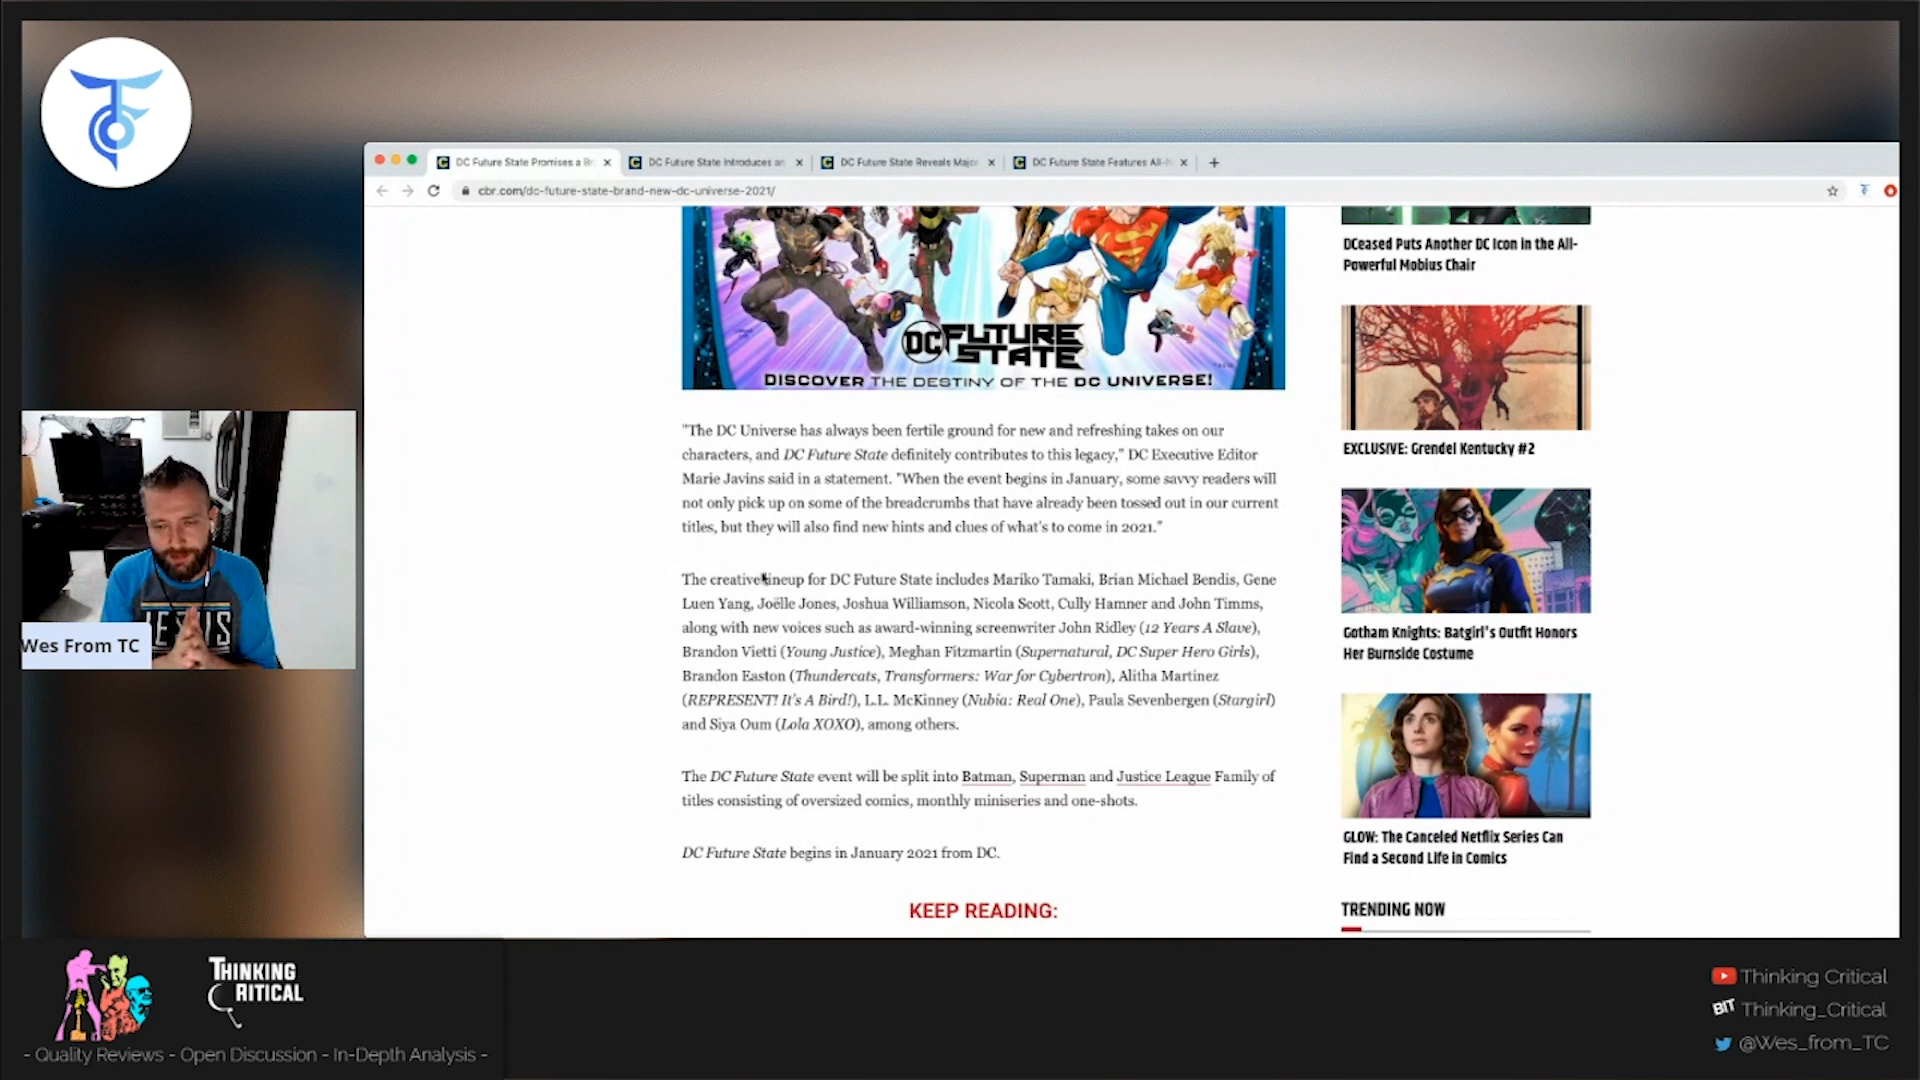 DC Future State Promises a Br
DC Future State Introduces an
DC Future State Reveals Major
DC Future State Features All-N
cbr.com/dc-future-state-brand-new-dc-universe-2021/
DC FUTURE STATE
DISCOVER THE DESTINY OF THE DC UNIVERSE!
"The DC Universe has always been fertile ground for new and refreshing takes on our
characters, and DC Future State definitely contributes to this legacy," DC Executive Editor
Marie Javins said in a statement. "When the event begins in January, some savvy readers will
not only pick up on some of the breadcrumbs that have already been tossed out in our current
titles, but they will also find new hints and clues of what's to come in 2021."
The creative lineup for DC Future State includes Mariko Tamaki, Brian Michael Bendis, Gene
Luen Yang, Joëlle Jones, Joshua Williamson, Nicola Scott, Cully Hamner and John Timms,
along with new voices such as award-winning screenwriter John Ridley (12 Years A Slave),
Brandon Vietti (Young Justice), Meghan Fitzmartin (Supernatural, DC Super Hero Girls),
Brandon Easton (Thundercats, Transformers: War for Cybertron), Alitha Martinez
(REPRESENT! It's A Bird!), L.L. McKinney (Nubia: Real One), Paula Sevenbergen (Stargirl)
and Siya Oum (Lola XOXO), among others.
The DC Future State event will be split into Batman, Superman and Justice League Family of
titles consisting of oversized comics, monthly miniseries and one-shots.
DC Future State begins in January 2021 from DC.
KEEP READING:
DCeased Puts Another DC Icon in the All-
Powerful Mobius Chair
EXCLUSIVE: Grendel Kentucky #2
Gotham Knights: Batgirl's Outfit Honors
Her Burnside Costume
GLOW: The Canceled Netflix Series Can
Find a Second Life in Comics
TRENDING NOW
JESUS
Wes From TC
THINKING
CRITICAL
- Quality Reviews - Open Discussion - In-Depth Analysis -
Thinking Critical
BIT Thinking_Critical
@Wes_from_TC